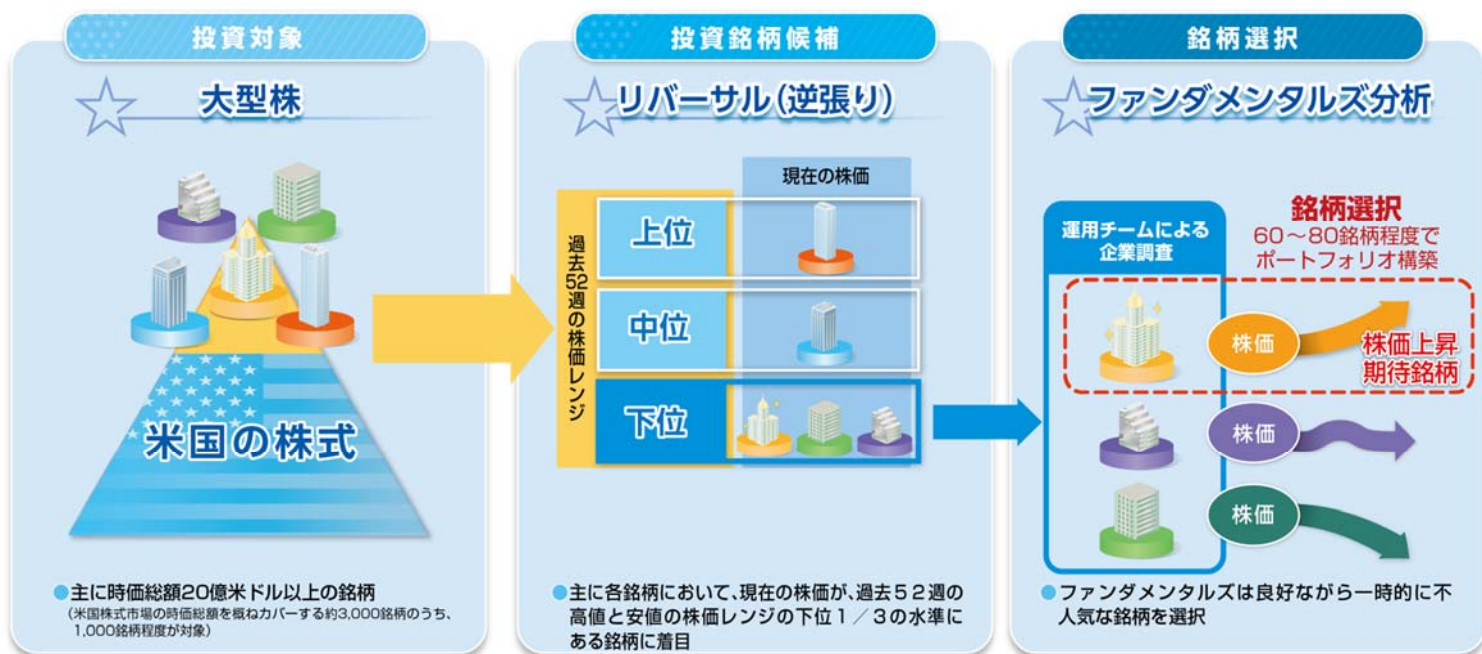 投資対象
大型株
米国の株式
●主に時価総額20億米ドル以上の銘柄
(米国株式市場の時価総額を概ねカバーする約3,000銘柄のうち、
1,000銘柄程度が対象)
投資銘柄候補
リバーサル(逆張り)
現在の株価
過去52週の株価レンジ
上位
中位
下位
●主に各銘柄において、現在の株価が、過去52週の
高値と安値の株価レンジの下位1/3の水準に
ある銘柄に着目
銘柄選択
ファンダメンタルズ分析
運用チームによる
企業調査
銘柄選択
60～80銘柄程度で
ポートフォリオ構築
株価
株価上昇
期待銘柄
株価
株価
●ファンダメンタルズは良好ながら一時的に不
人気な銘柄を選択